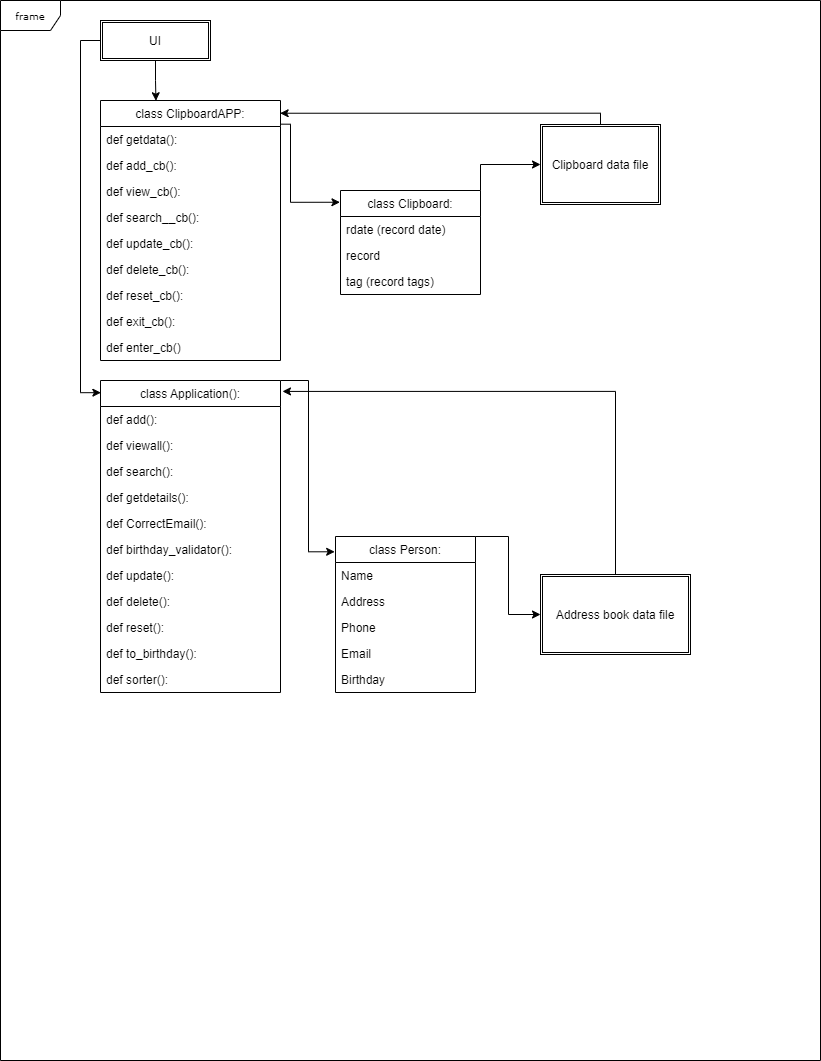 frame
UI
class ClipboardAPP:
def getdata():
def add_cb():
def view_cb():
def search__cb():
def update_cb():
def delete_cb():
def reset_cb():
def exit_cb():
def enter_cb()
class Clipboard:
rdate (record date)
record
tag (record tags)
Clipboard data file
class Application():
def add():
def viewall():
def search():
def getdetails():
def CorrectEmail():
def birthday_validator():
def update():
def delete():
def reset():
def to_birthday():
def sorter():
class Person:
Name
Address
Phone
Email
Birthday
Address book data file